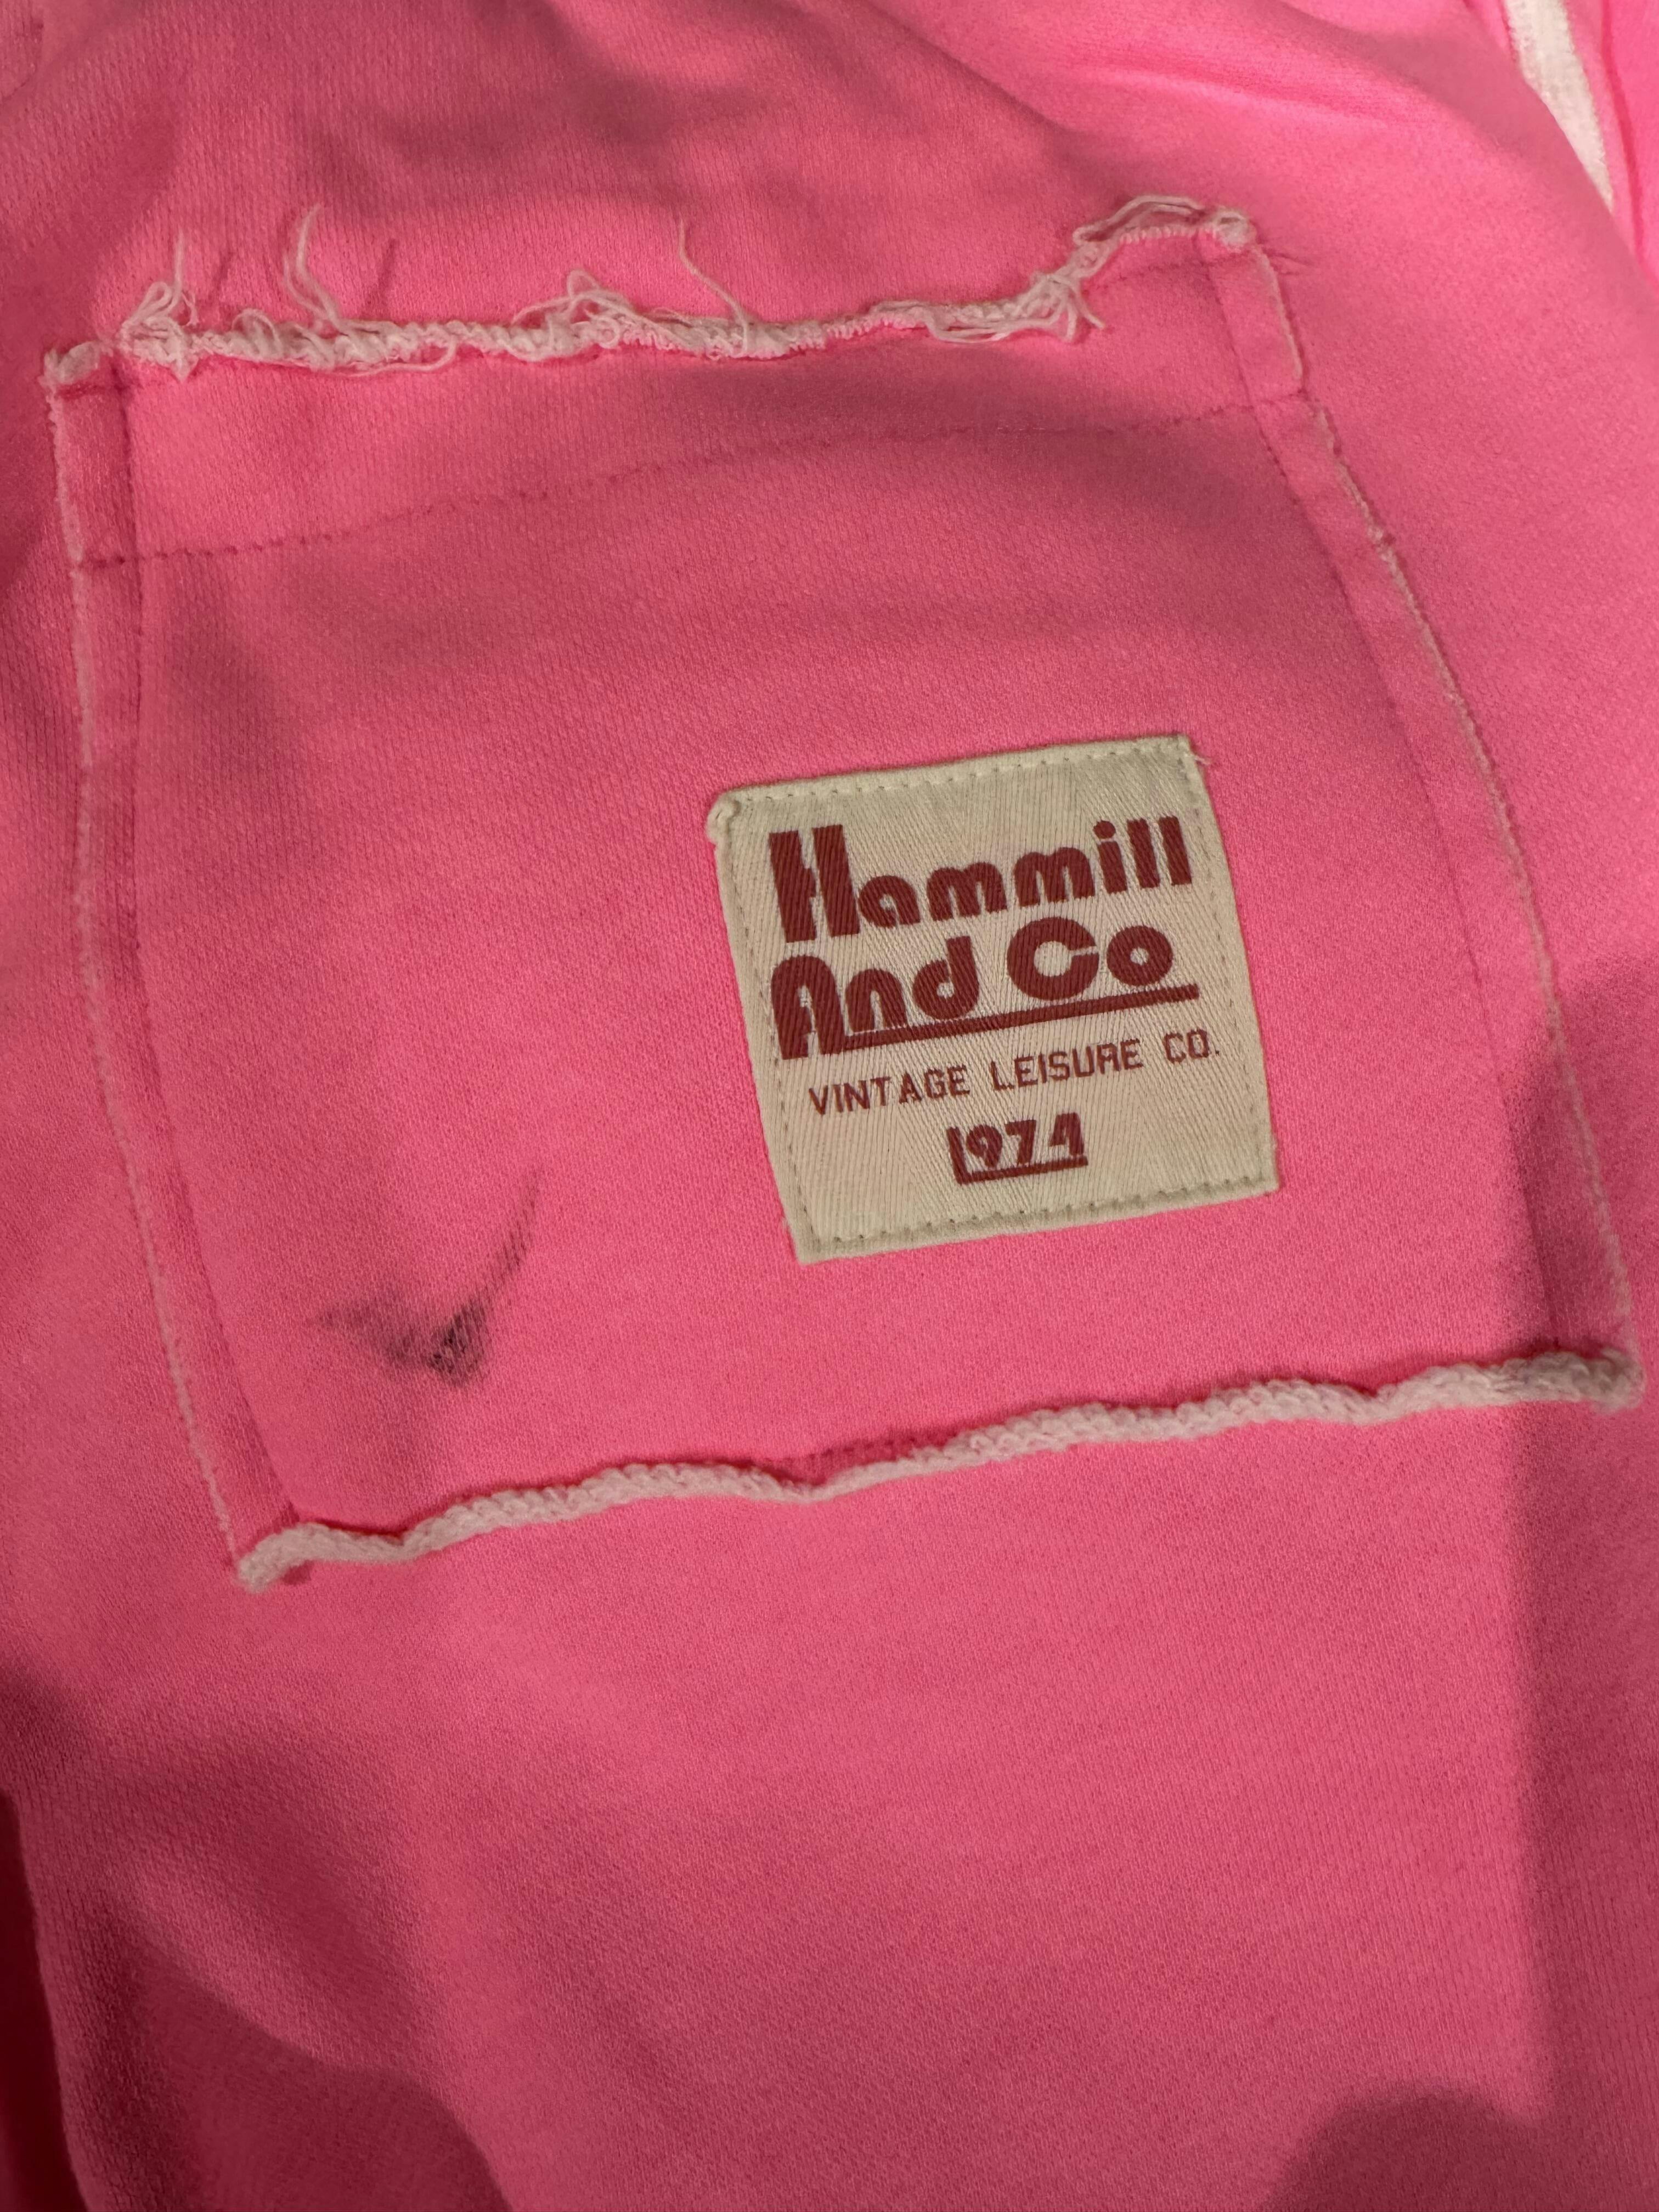 Hammill
And Co
VINTAGE LEISURE CO.
1974